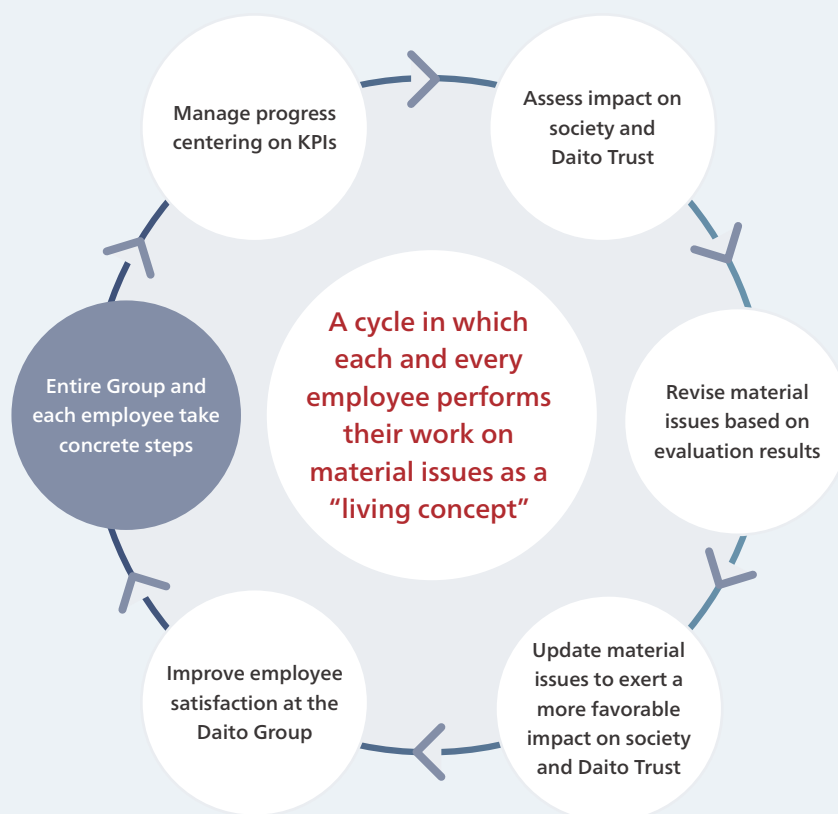 Manage progress
centering on KPIs
Assess impact on
society and
Daito Trust
Entire Group and
each employee take
concrete steps
A cycle in which
each and every
employee performs
their work on
material issues as a
“living concept”
Revise material
issues based on
evaluation results
Improve employee
satisfaction at the
Daito Group
Update material
issues to exert a
more favorable
impact on society
and Daito Trust